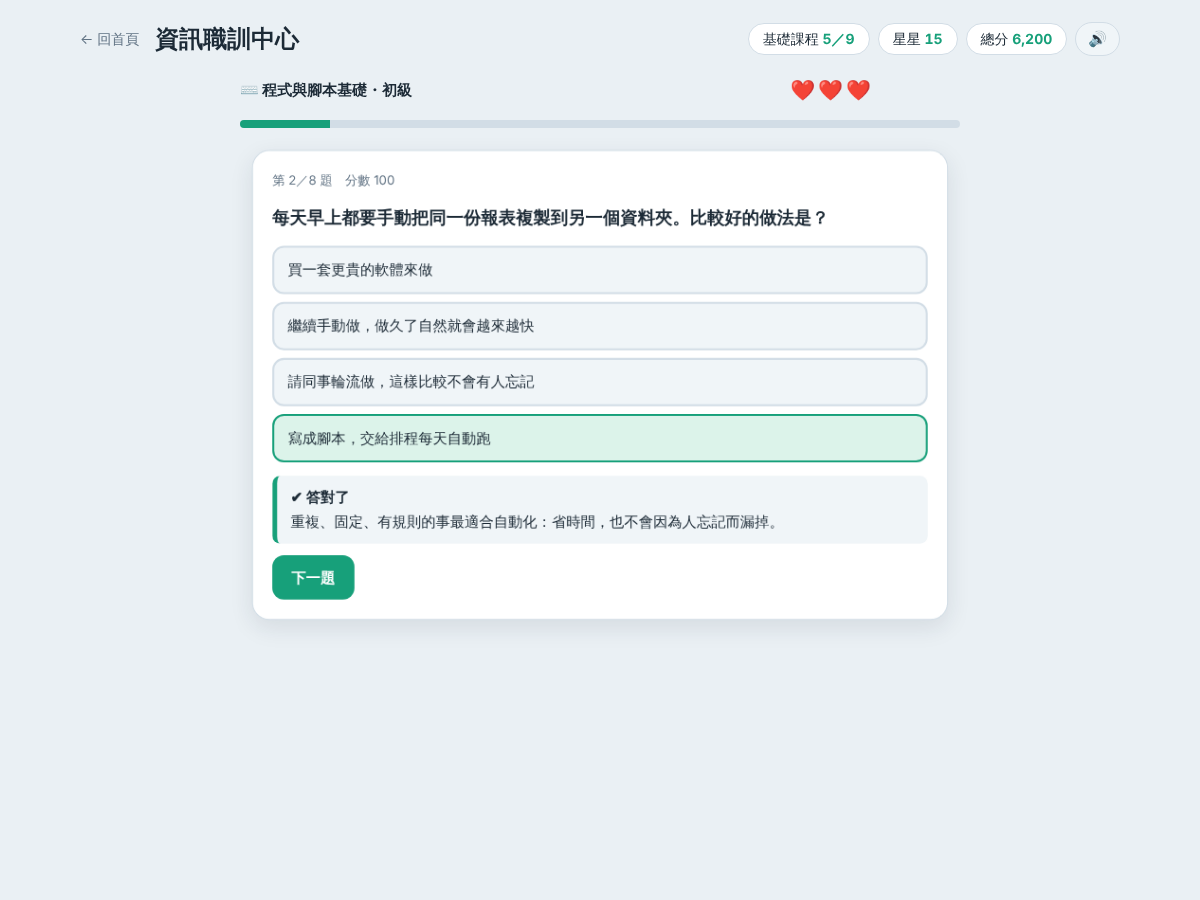 ← 回首頁 資訊職訓中心 基礎課程 5／9 星星 15 總分 6,200
程式與腳本基礎・初級
第 2／8 題 分數 100
每天早上都要手動把同一份報表複製到另一個資料夾。比較好的做法是？
買一套更貴的軟體來做
繼續手動做，做久了自然就會越來越快
請同事輪流做，這樣比較不會有人忘記
寫成腳本，交給排程每天自動跑
✔ 答對了
重複、固定、有規則的事最適合自動化：省時間，也不會因為人忘記而漏掉。
下一題